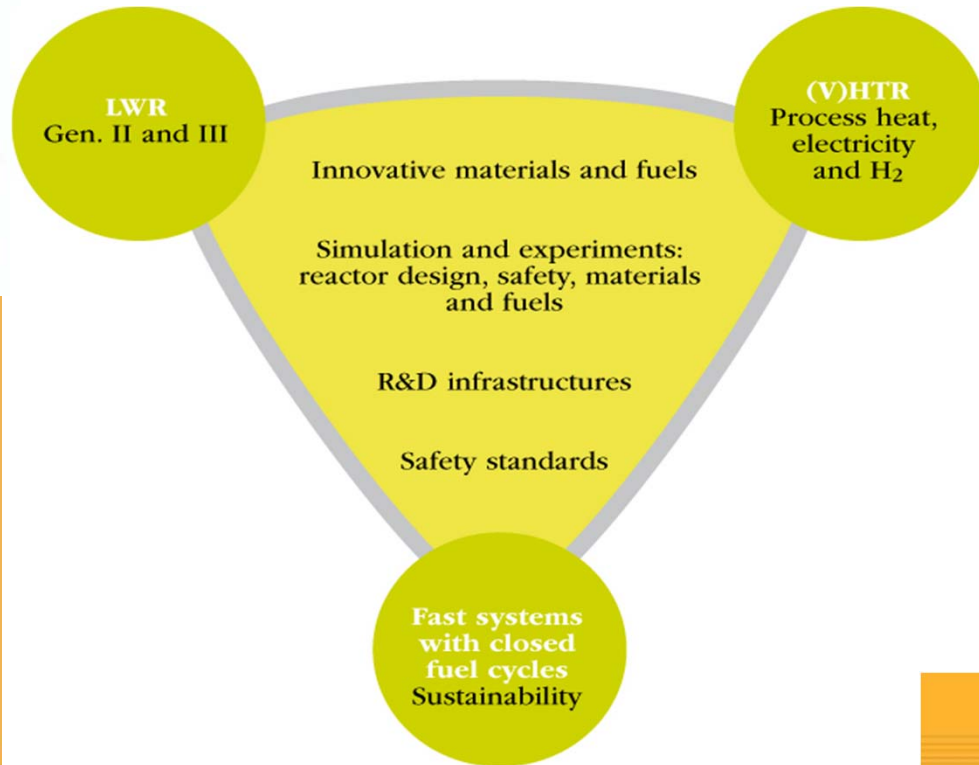 LWR
Gen. II and III
(V)HTR
Process heat,
electricity
and H₂
Innovative materials and fuels
Simulation and experiments:
reactor design, safety, materials
and fuels
R&D infrastructures
Safety standards
Fast systems
with closed
fuel cycles
Sustainability